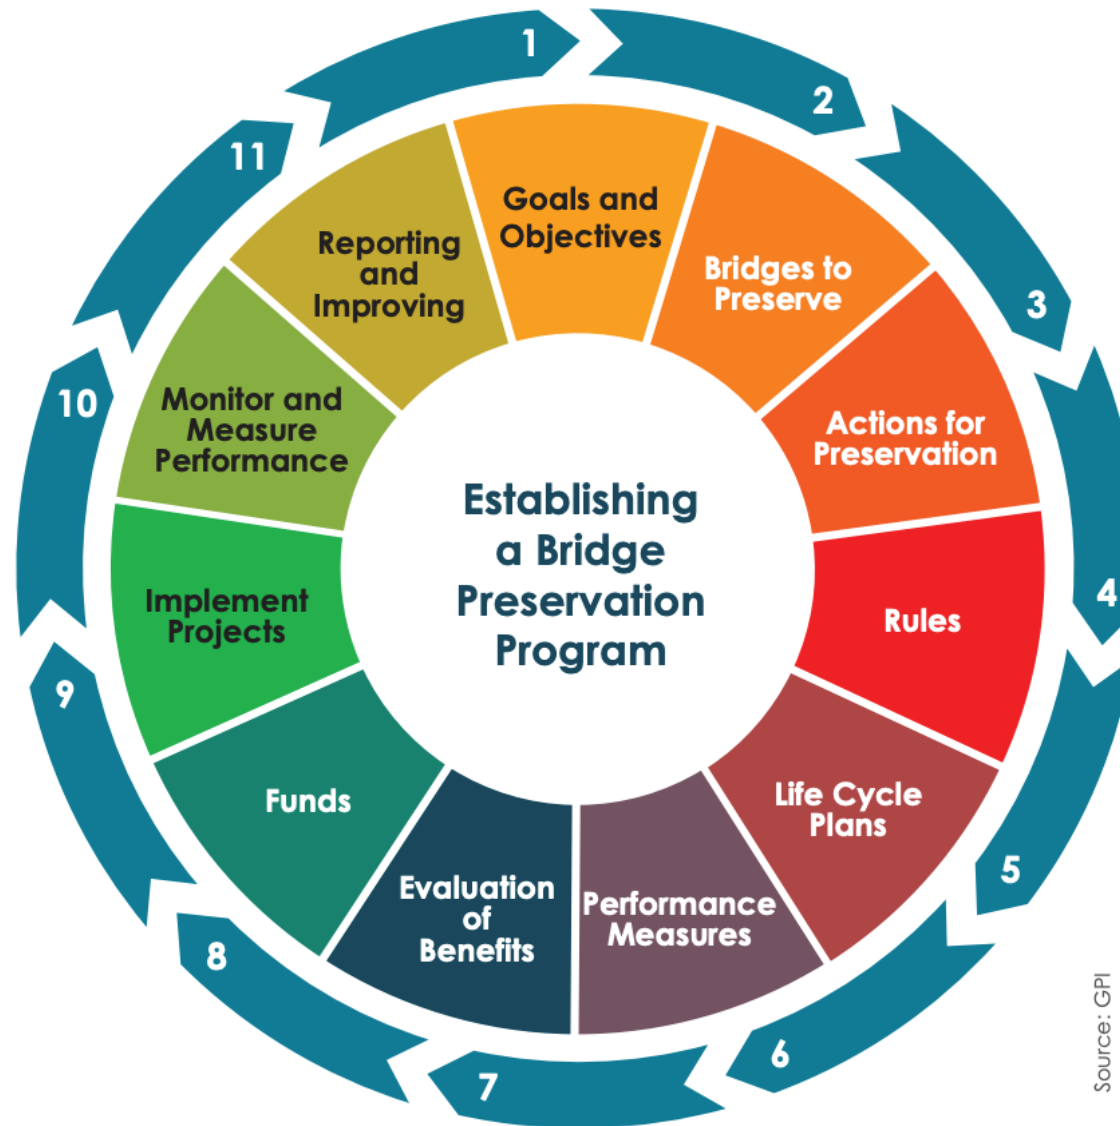 1
2
3
4
5
6
7
8
9
10
11
Goals and
Objectives
Bridges to
Preserve
Actions for
Preservation
Rules
Life Cycle
Plans
Performance
Measures
Evaluation
of
Benefits
Funds
Implement
Projects
Monitor and
Measure
Performance
Reporting
and
Improving
Establishing
a Bridge
Preservation
Program
Source: GPI